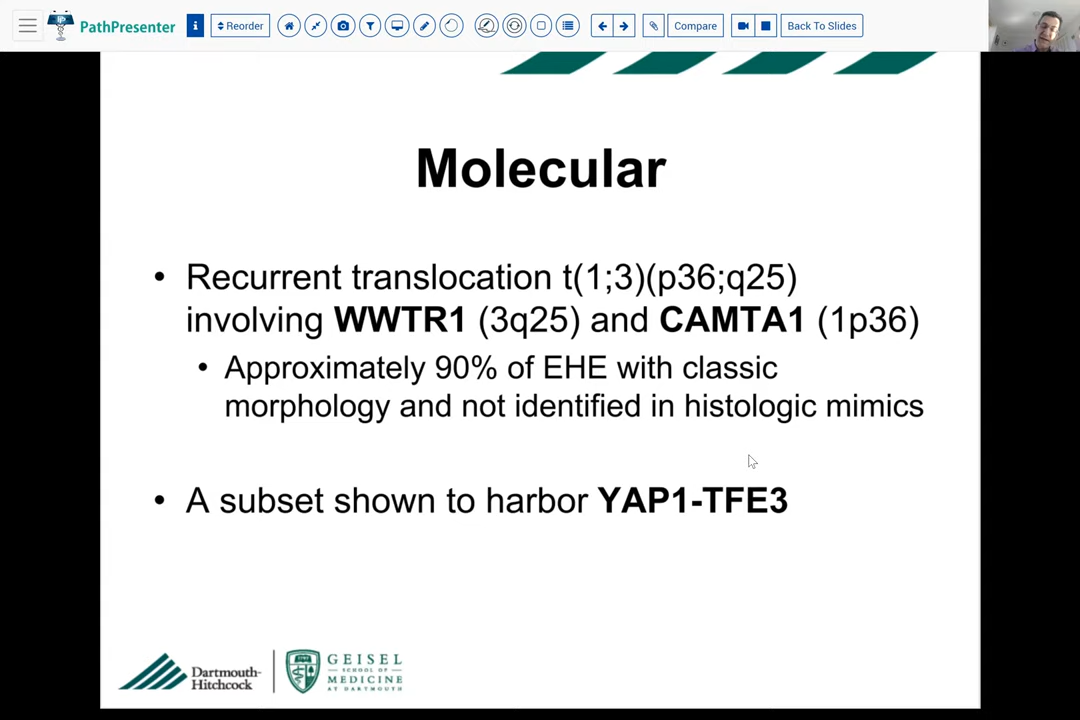 PathPresenter
i
Reorder
Compare
Back To Slides
Molecular
• Recurrent translocation t(1;3)(p36;q25)
involving WWTR1 (3q25) and CAMTA1 (1p36)
• Approximately 90% of EHE with classic
morphology and not identified in histologic mimics
• A subset shown to harbor YAP1-TFE3
Dartmouth-
Hitchcock
GEISEL
SCHOOL OF
MEDICINE
AT DARTMOUTH